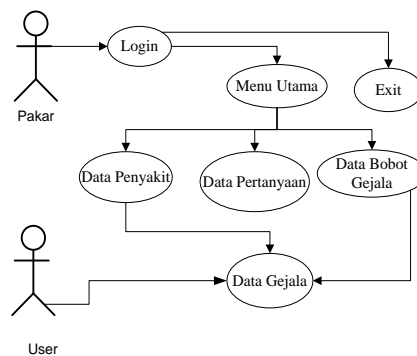 Login
Menu Utama
Exit
Pakar
Data Penyakit
Data Pertanyaan
Data Bobot
Gejala
Data Gejala
User